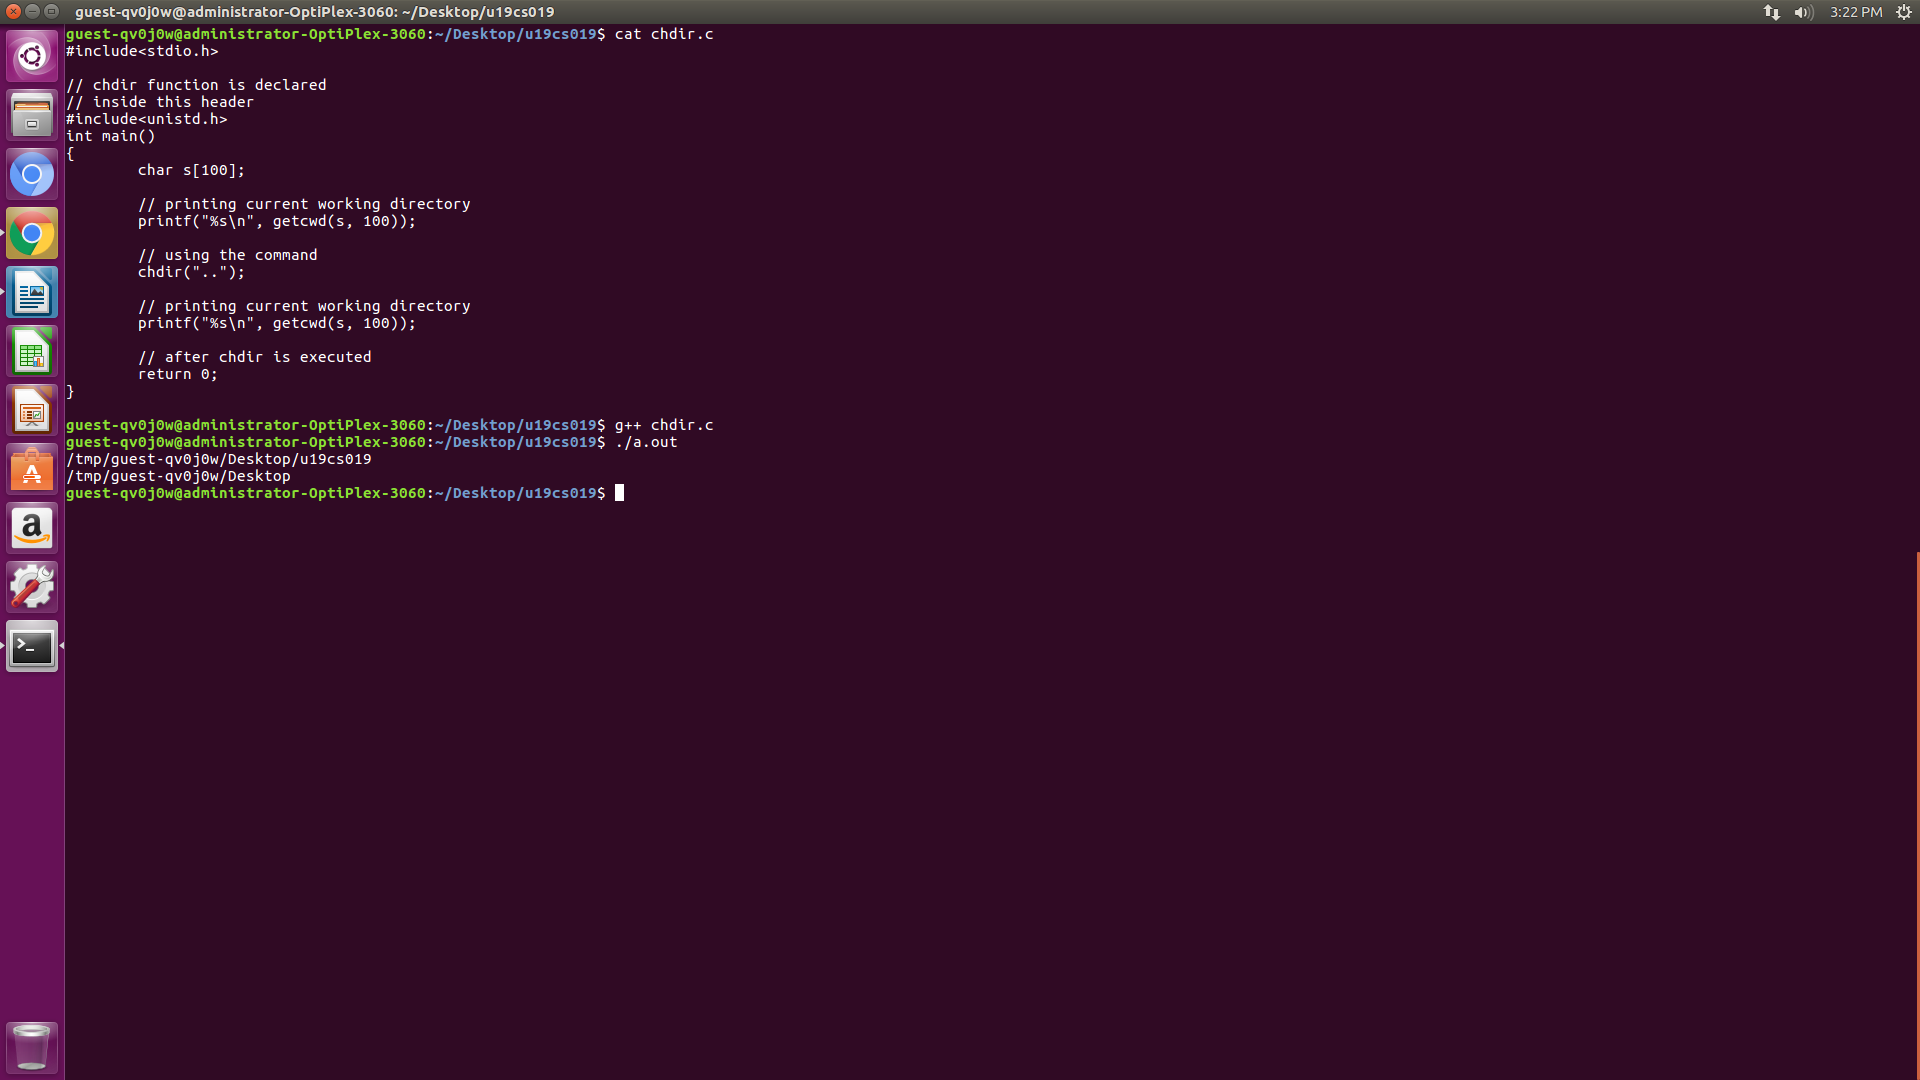 guest-qv0j0w@administrator-OptiPlex-3060: ~/Desktop/u19cs019
3:22 PM
guest-qv0j0w@administrator-OptiPlex-3060:~/Desktop/u19cs019$ cat chdir.c
#include<stdio.h>

// chdir function is declared
// inside this header
#include<unistd.h>
int main()
{
        char s[100];

        // printing current working directory
        printf("%s\n", getcwd(s, 100));

        // using the command
        chdir("..");

        // printing current working directory
        printf("%s\n", getcwd(s, 100));

        // after chdir is executed
        return 0;
}

guest-qv0j0w@administrator-OptiPlex-3060:~/Desktop/u19cs019$ g++ chdir.c
guest-qv0j0w@administrator-OptiPlex-3060:~/Desktop/u19cs019$ ./a.out
/tmp/guest-qv0j0w/Desktop/u19cs019
/tmp/guest-qv0j0w/Desktop
guest-qv0j0w@administrator-OptiPlex-3060:~/Desktop/u19cs019$